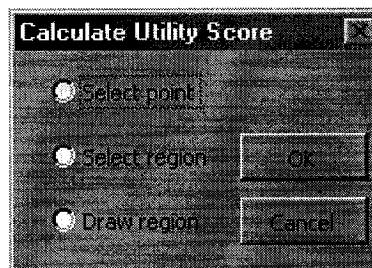 Calculate Utility Score
Select point
Select region
OK
Draw region
Cancel